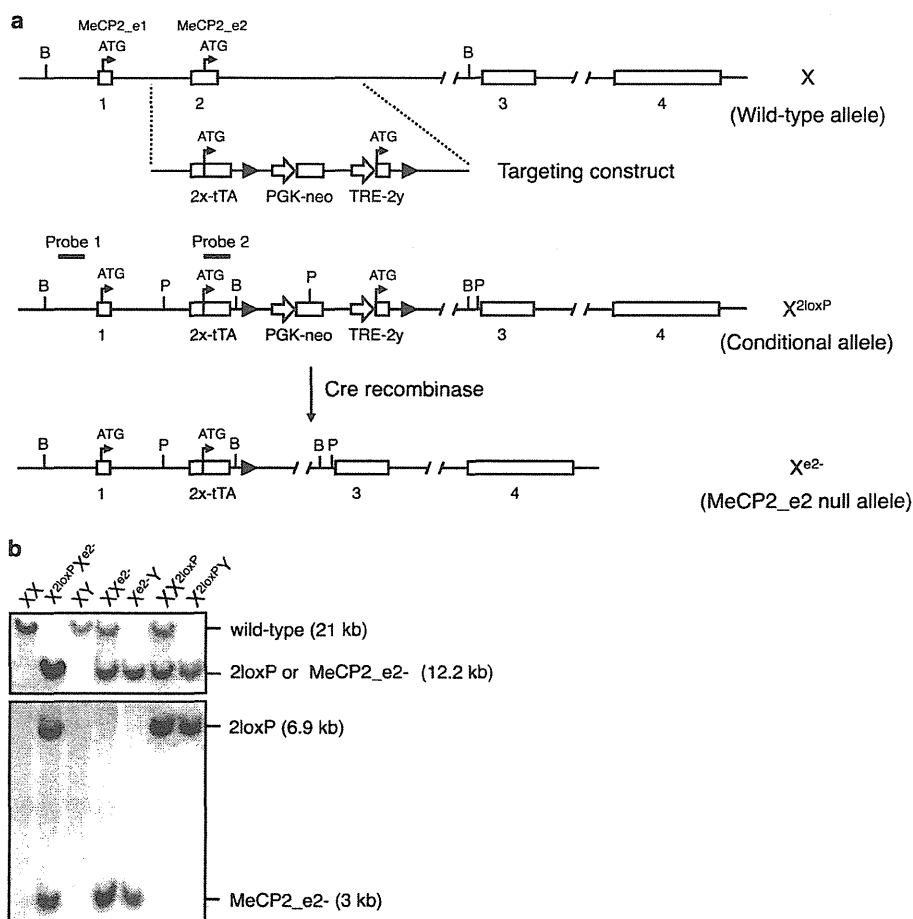 a
MeCP2_e1 MeCP2_e2
B ATG ATG B
1 2 3 4
X
(Wild-type allele)
ATG ATG
2x-tTA PGK-neo TRE-2y
Targeting construct
Probe 1 Probe 2
B ATG P ATG B P ATG B P
1 2x-tTA PGK-neo TRE-2y 3 4
X2loxP
(Conditional allele)
Cre recombinase
B ATG P ATG B B P
1 2x-tTA 3 4
Xe2-
(MeCP2_e2 null allele)
b
XX X2loxPXe2- XY XXe2- Xe2-Y XX2loxP X2loxPY
wild-type (21 kb)
2loxP or MeCP2_e2- (12.2 kb)
2loxP (6.9 kb)
MeCP2_e2- (3 kb)